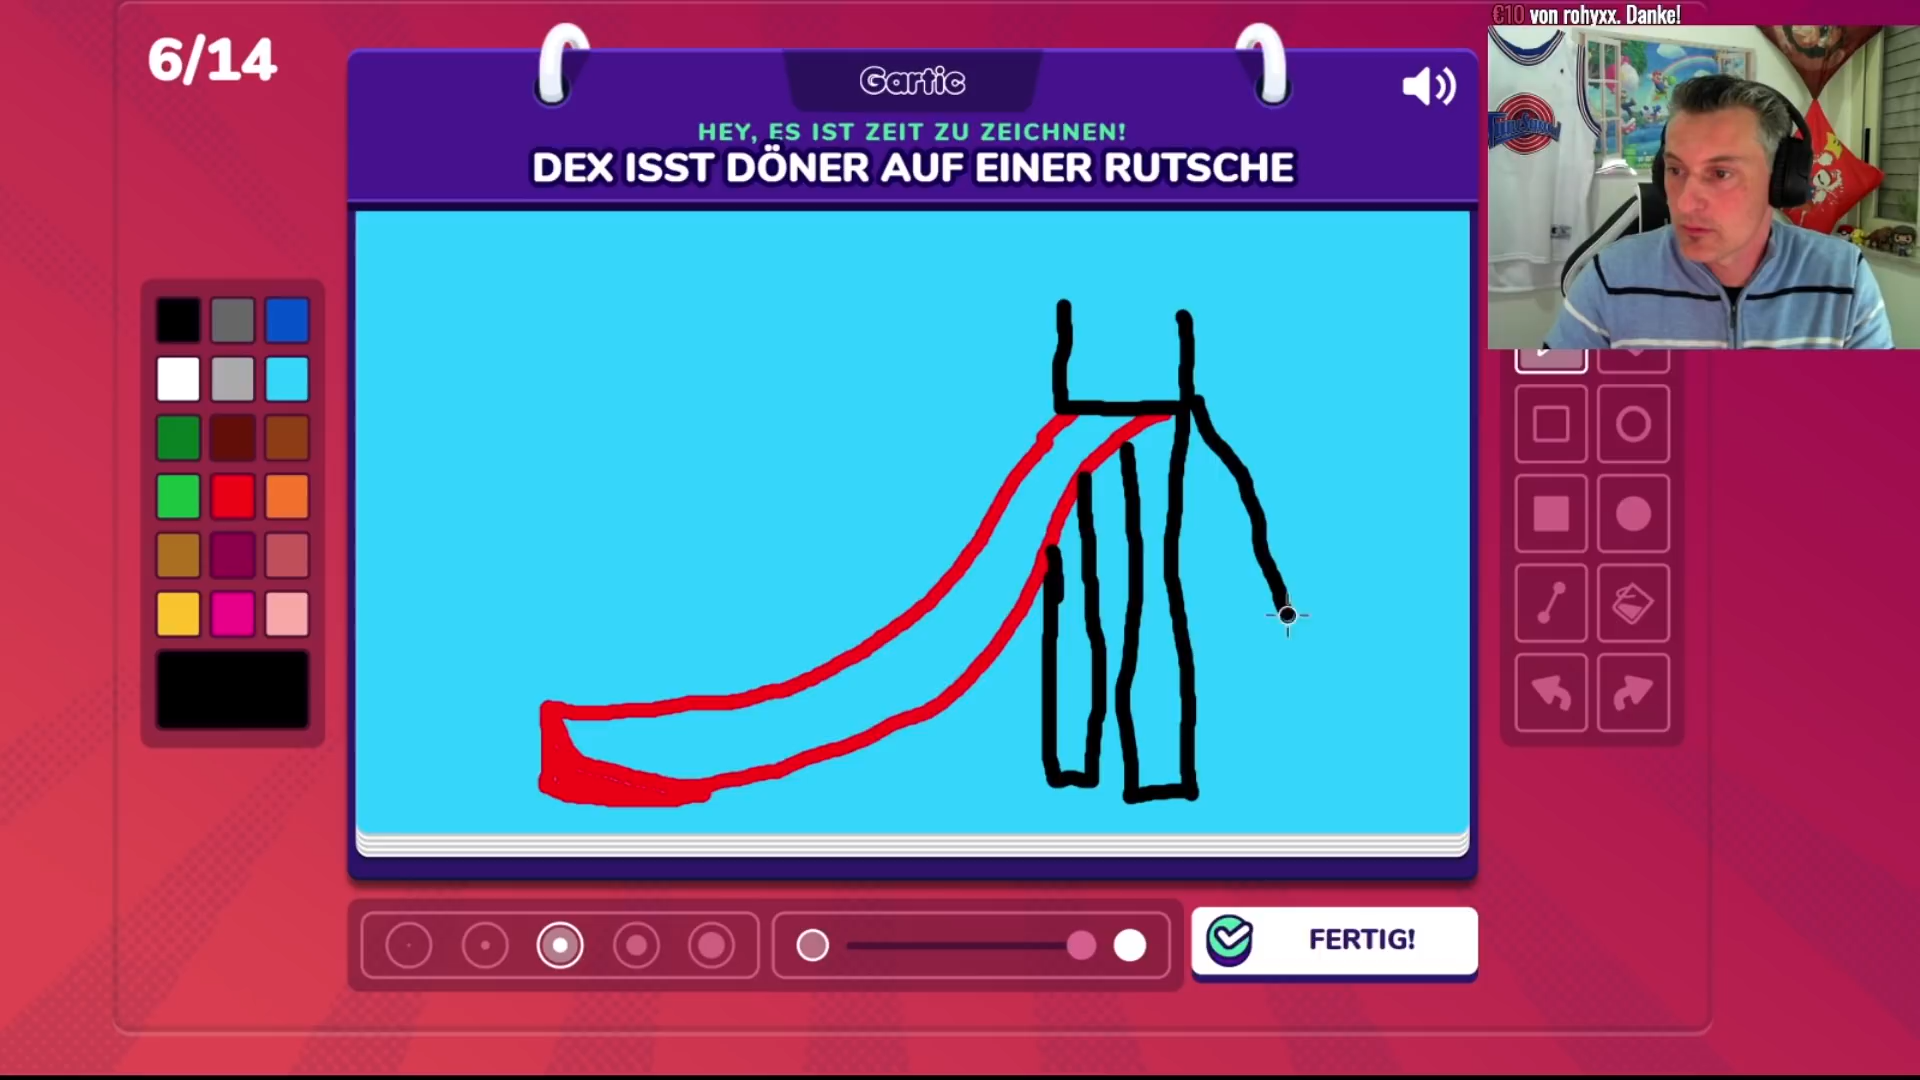 €10 von rohyxx. Danke!
6/14
Gartic
HEY, ES IST ZEIT ZU ZEICHNEN!
DEX ISST DÖNER AUF EINER RUTSCHE
FERTIG!